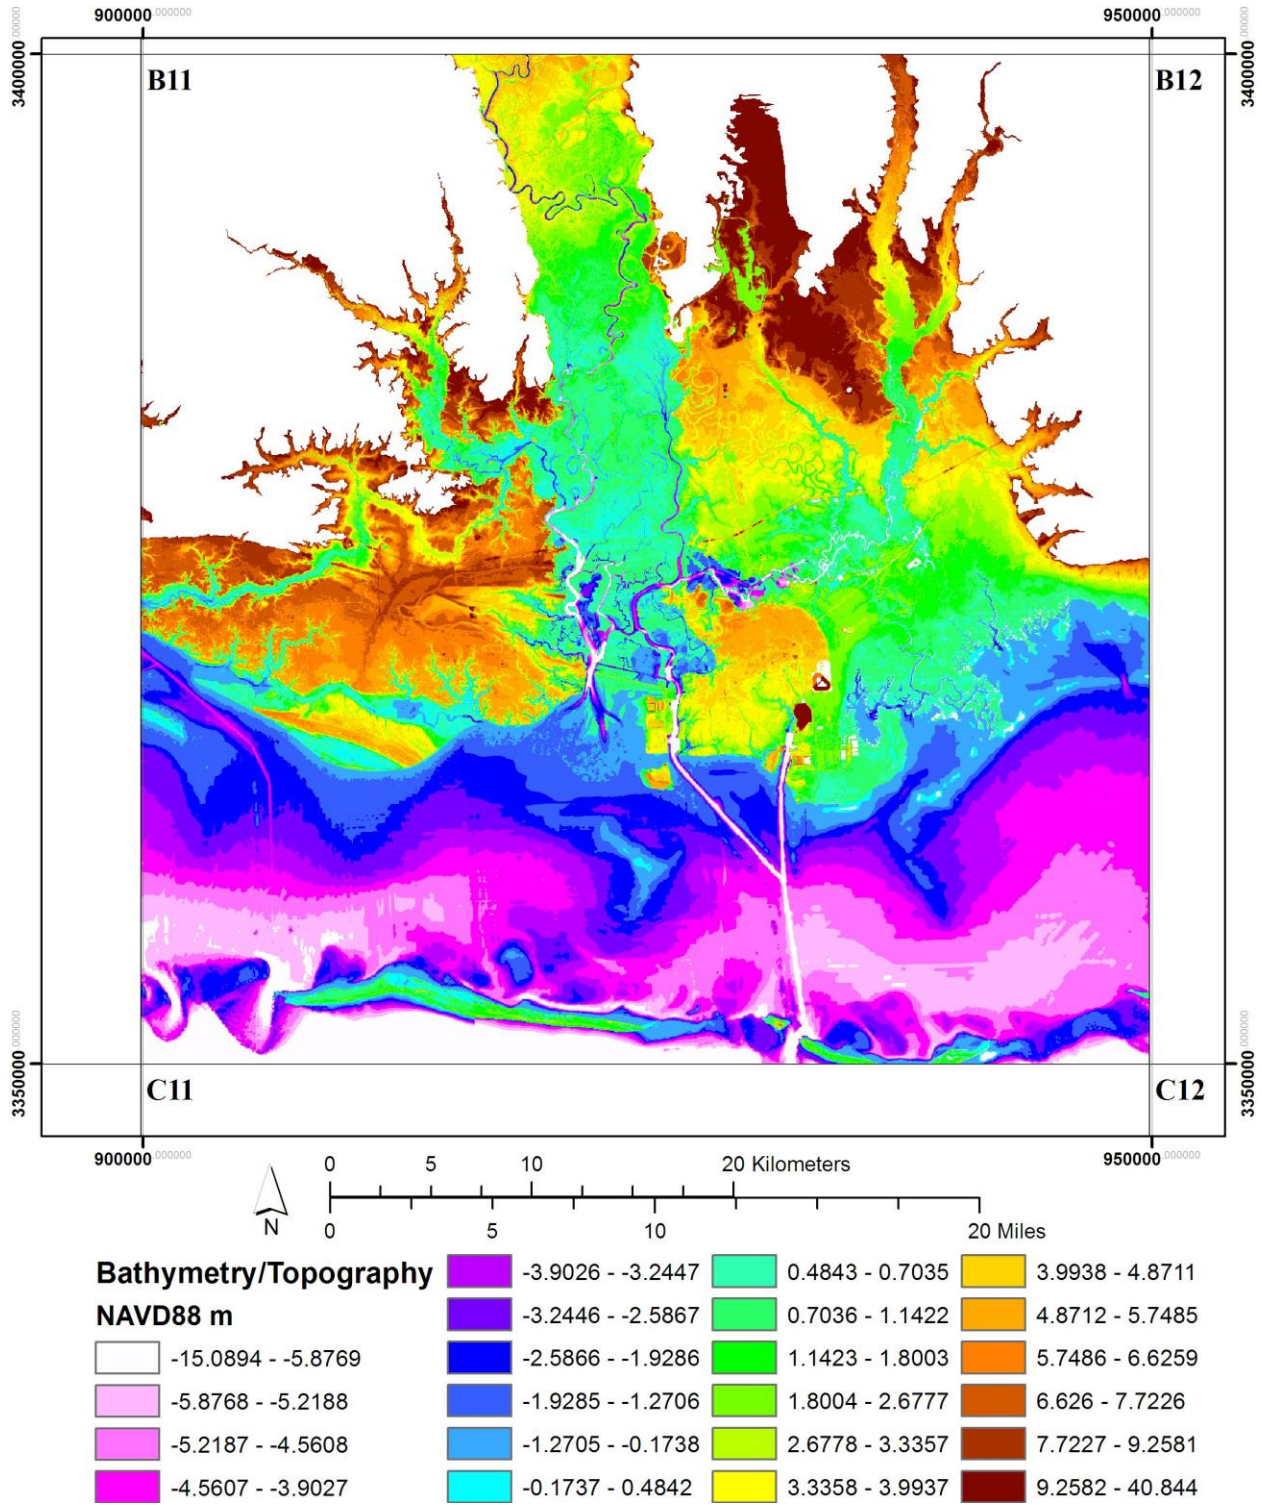 900000.000000 950000.000000
3400000.000000 3400000.000000
B11 B12
3350000.000000 3350000.000000
C11 C12
900000.000000 950000.000000
0 5 10 20 Kilometers
N
0 5 10 20 Miles
Bathymetry/Topography
NAVD88 m
-15.0894 - -5.8769
-5.8768 - -5.2188
-5.2187 - -4.5608
-4.5607 - -3.9027
-3.9026 - -3.2447
-3.2446 - -2.5867
-2.5866 - -1.9286
-1.9285 - -1.2706
-1.2705 - -0.1738
-0.1737 - 0.4842
0.4843 - 0.7035
0.7036 - 1.1422
1.1423 - 1.8003
1.8004 - 2.6777
2.6778 - 3.3357
3.3358 - 3.9937
3.9938 - 4.8711
4.8712 - 5.7485
5.7486 - 6.6259
6.626 - 7.7226
7.7227 - 9.2581
9.2582 - 40.844